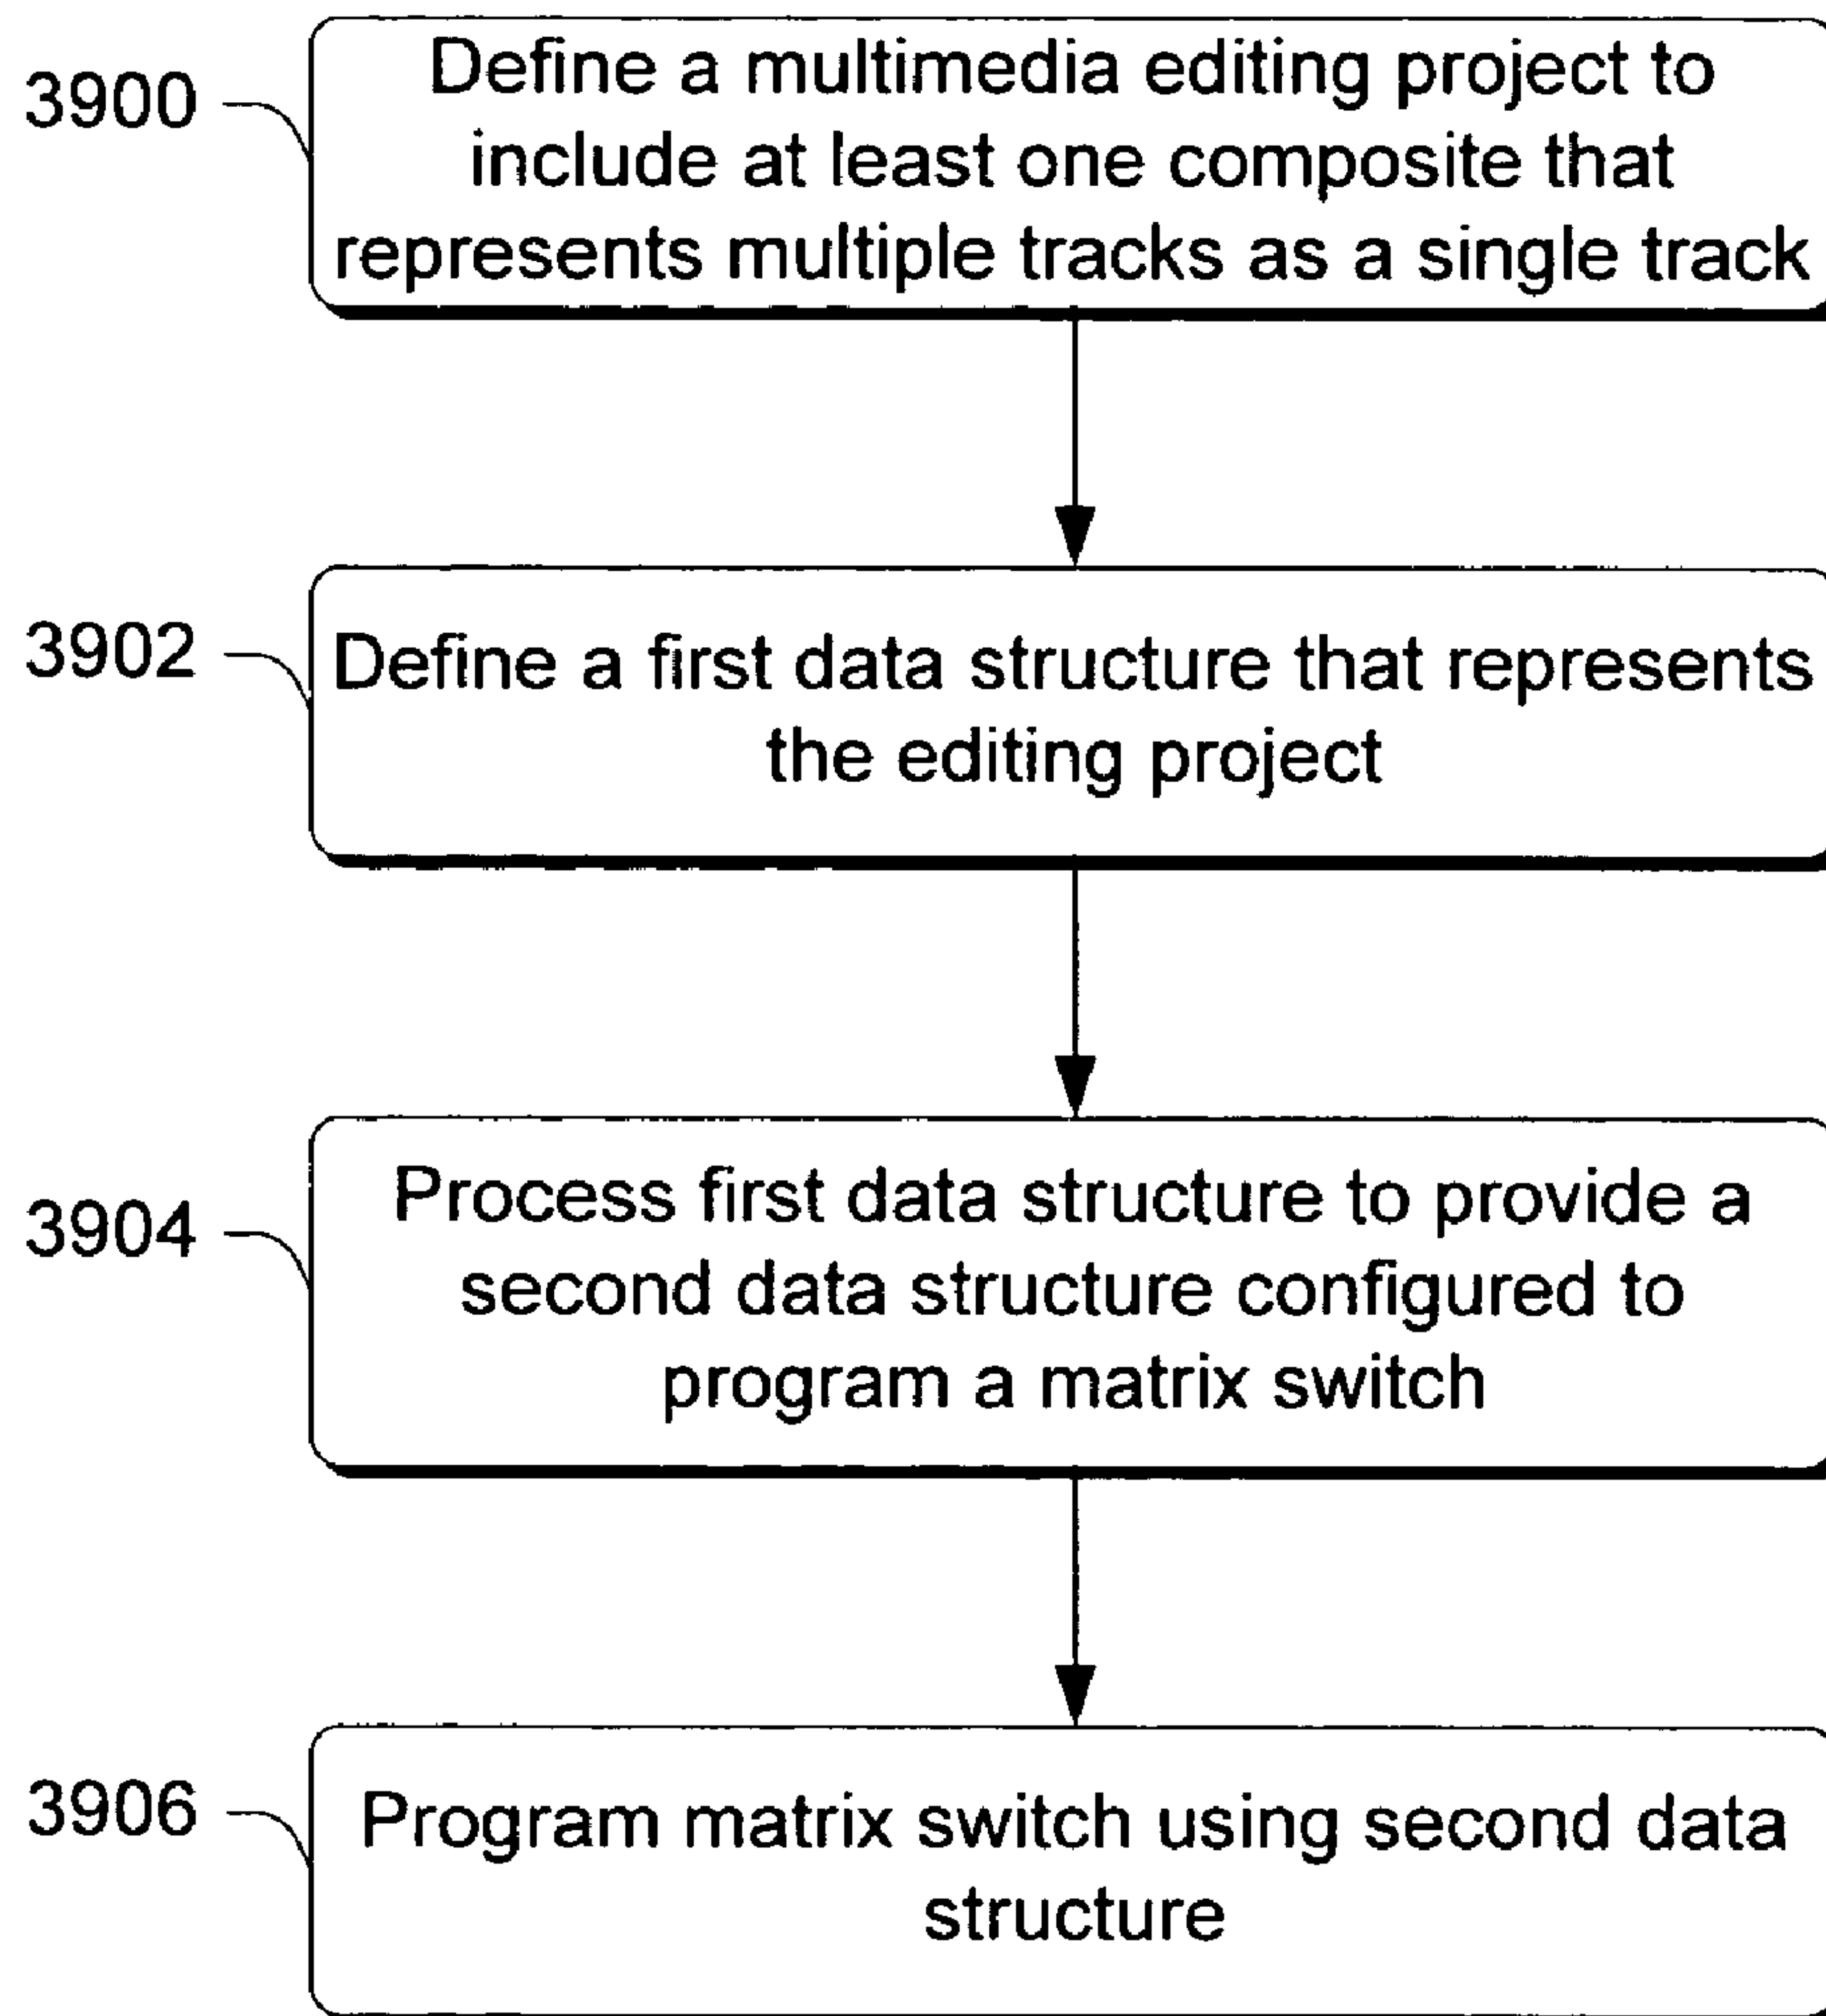 3900
Define a multimedia editing project to
include at least one composite that
represents multiple tracks as a single track
3902
Define a first data structure that represents
the editing project
3904
Process first data structure to provide a
second data structure configured to
program a matrix switch
3906
Program matrix switch using second data
structure